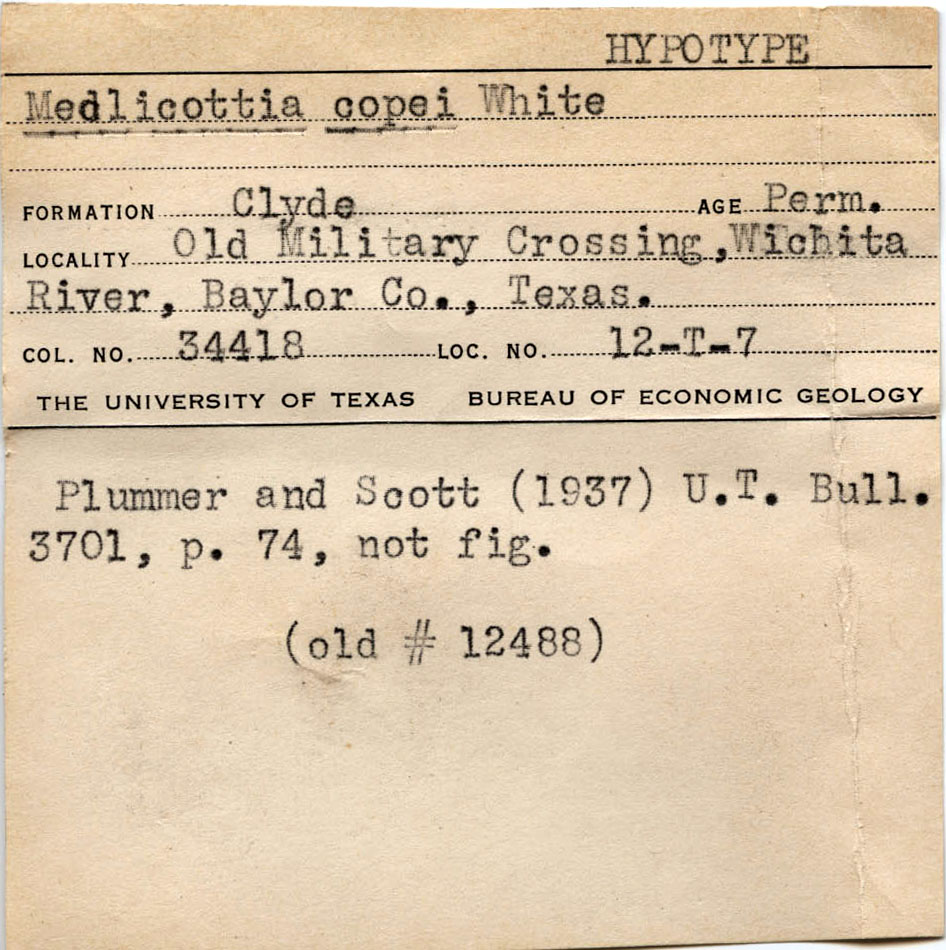 HYPOTYPE
Medlicottia copei White
FORMATION Clyde AGE Perm.
LOCALITY Old Military Crossing, Wichita
River, Baylor Co., Texas.
COL. NO. 34418 LOC. NO. 12-T-7
THE UNIVERSITY OF TEXAS BUREAU OF ECONOMIC GEOLOGY
Plummer and Scott (1937) U.T. Bull.
3701, p. 74, not fig.
(old # 12488)